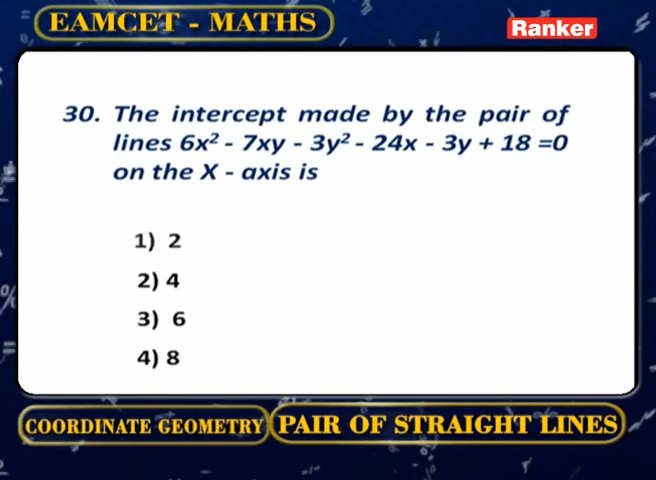 EAMCET - MATHS
Ranker
30. The intercept made by the pair of
lines 6x² - 7xy - 3y² - 24x - 3y + 18 =0
on the X - axis is
1) 2
2) 4
3) 6
4) 8
COORDINATE GEOMETRY
PAIR OF STRAIGHT LINES